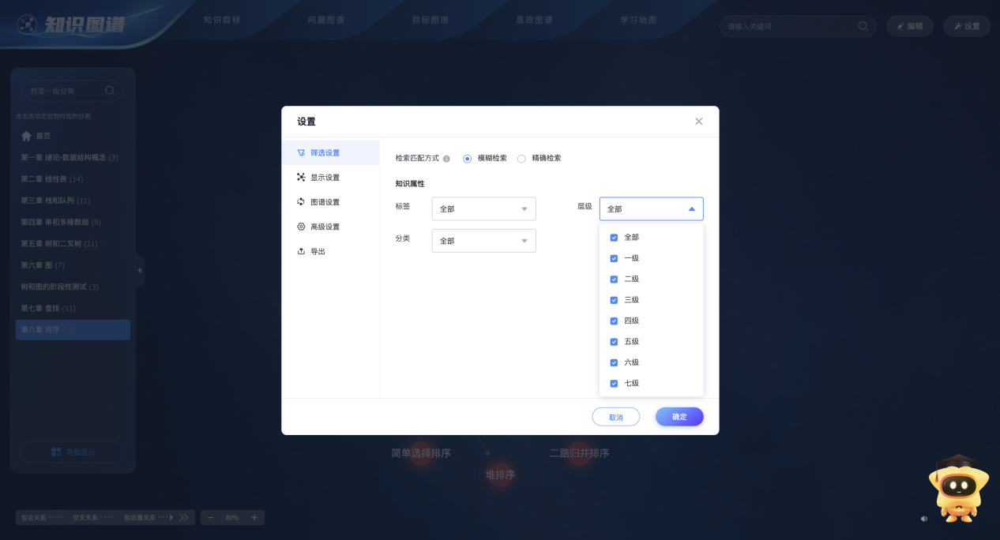 知识图谱
知识森林
问题图谱
目标图谱
思政图谱
学习地图
请输入关键词
编辑
设置
检索一级分类
点击选项定位到对应的分类
首页
第一章 绪论-数据结构概念 (3)
第二章 线性表 (14)
第三章 栈和队列 (11)
第四章 串和多维数组 (9)
第五章 树和二叉树 (21)
第六章 图 (7)
树和图的阶段性测试 (3)
第七章 查找 (11)
第八章 排序 (12)
导航显示
设置
筛选设置
显示设置
图谱设置
高级设置
导出
检索匹配方式
模糊检索
精确检索
知识属性
标签
全部
层级
全部
分类
全部
全部
一级
二级
三级
四级
五级
六级
七级
取消
确定
简单选择排序
二路归并排序
堆排序
包含关系
交叉关系
前后置关系
80%